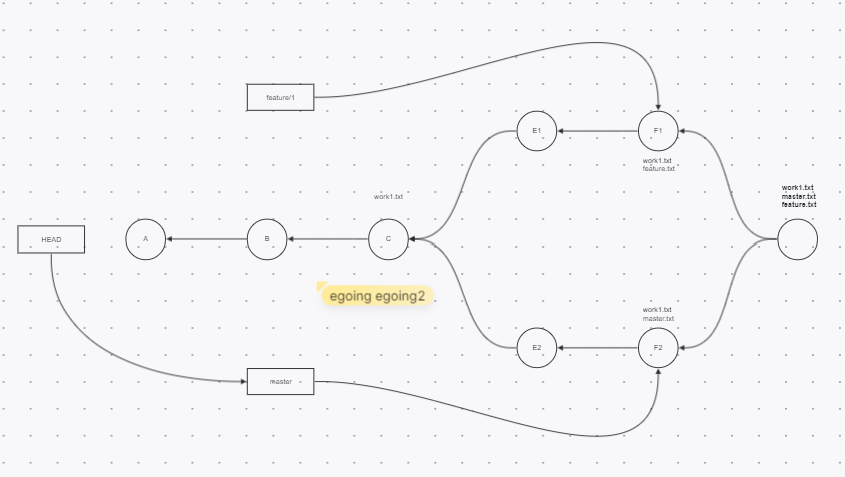 feature/1
E1
F1
work1.txt
feature.txt
work1.txt
master.txt
feature.txt
work1.txt
HEAD
A
B
C
egoing egoing2
work1.txt
master.txt
E2
F2
master